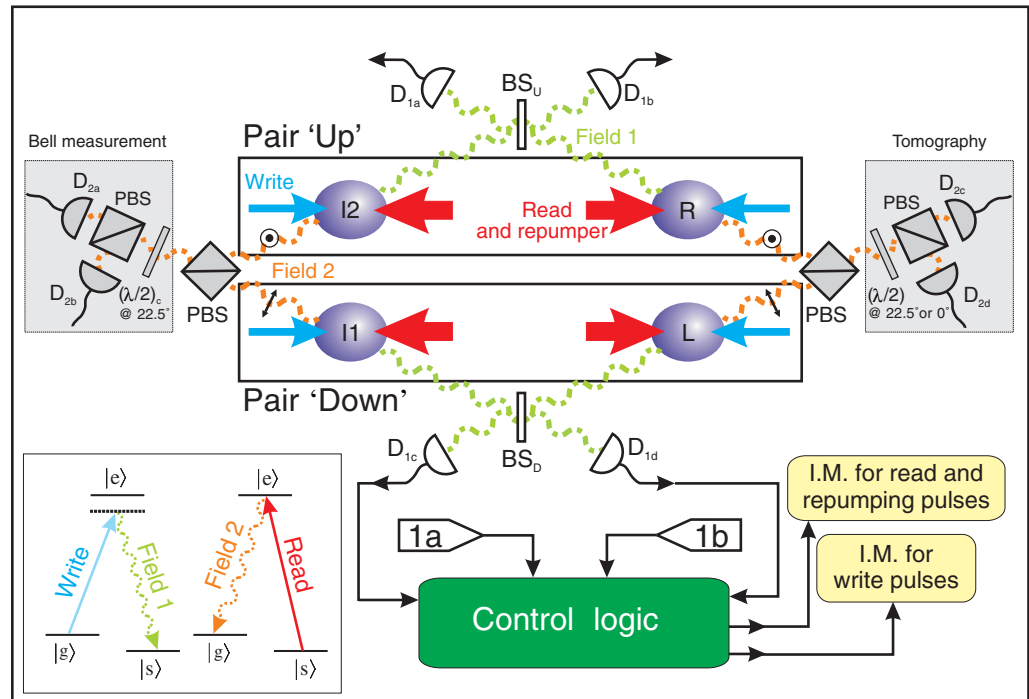 D1a
BSU
D1b
Pair 'Up'
Field 1
Bell measurement
Tomography
D2a
PBS
Write
I2
Read
and repumper
R
PBS
D2c
D2b
(λ/2)c
@ 22.5°
PBS
Field 2
PBS
(λ/2)
@ 22.5°or 0°
D2d
I1
L
Pair 'Down'
D1c
BSD
D1d
I.M. for read and
repumping pulses
1a
1b
I.M. for
write pulses
Control logic
|e⟩
|e⟩
Write
Field 1
Field 2
Read
|g⟩
|s⟩
|g⟩
|s⟩